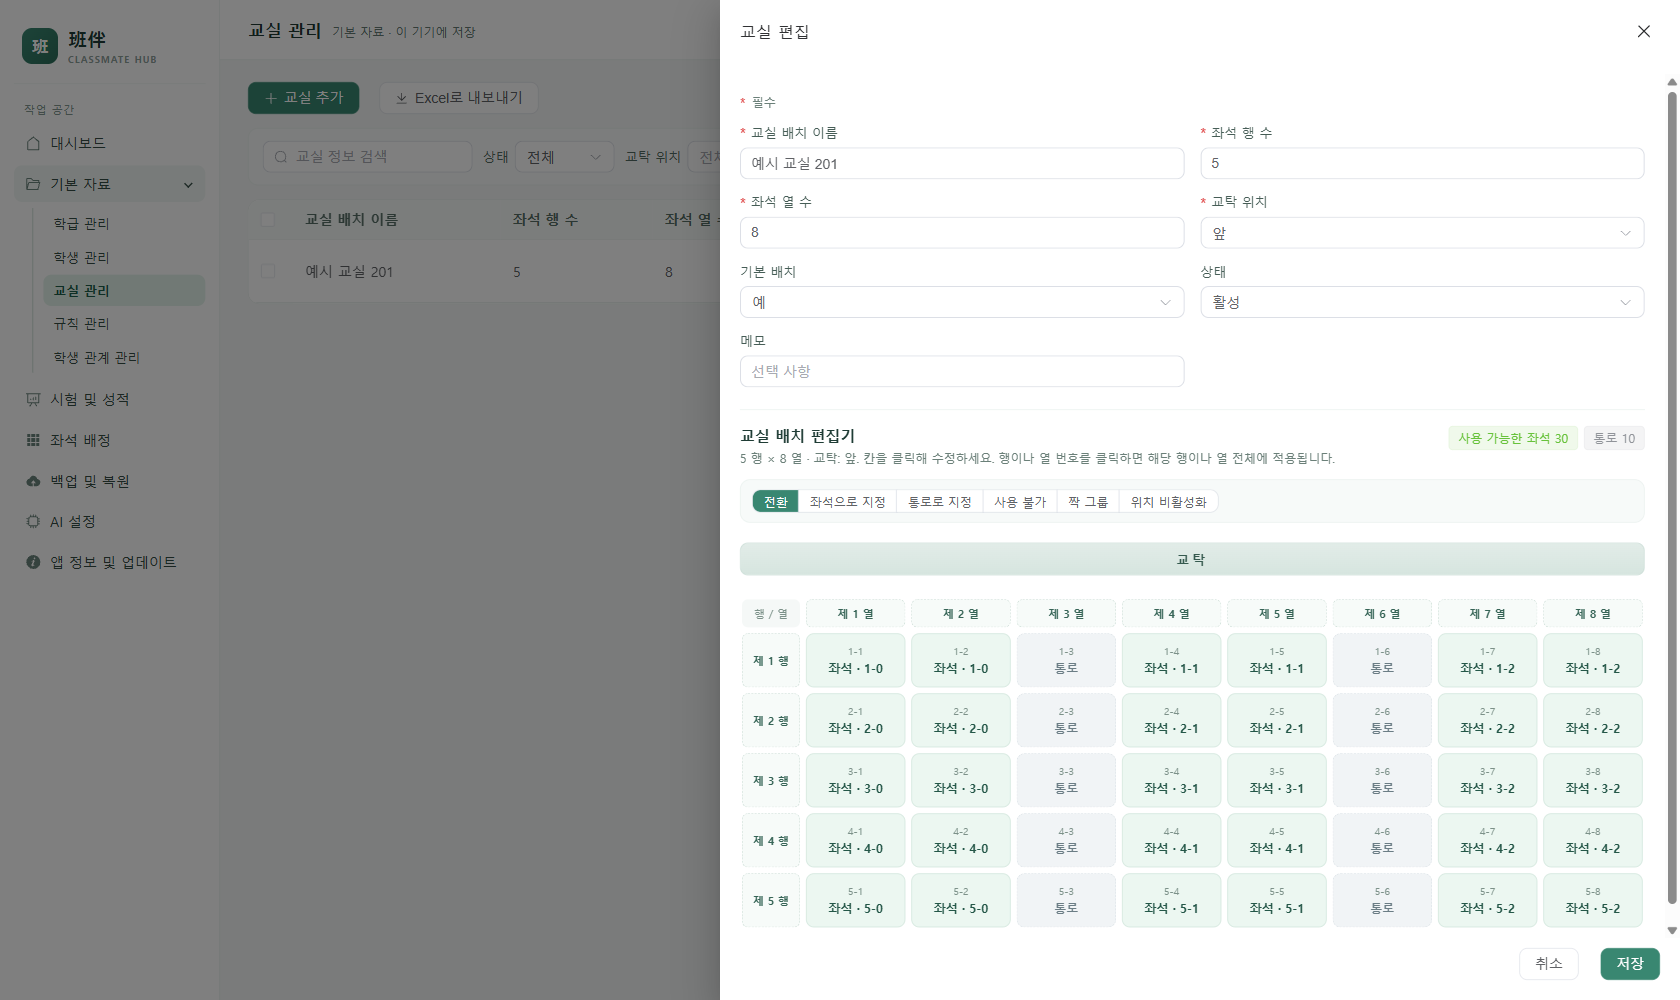 班
班伴
CLASSMATE HUB
작업 공간
대시보드
기본 자료
학급 관리
학생 관리
교실 관리
규칙 관리
학생 관계 관리
시험 및 성적
좌석 배정
백업 및 복원
AI 설정
앱 정보 및 업데이트
교실 관리 기본 자료 · 이 기기에 저장
교실 추가 Excel로 내보내기
교실 정보 검색 상태 전체 교탁 위치
교실 배치 이름 좌석 행 수 좌석 열
예시 교실 201 5 8
교실 편집
* 필수
* 교실 배치 이름 * 좌석 행 수
예시 교실 201 5
* 좌석 열 수 * 교탁 위치
8 앞
기본 배치 상태
예 활성
메모
선택 사항
교실 배치 편집기 사용 가능한 좌석 30 통로 10
5 행 × 8 열 · 교탁: 앞. 칸을 클릭해 수정하세요. 행이나 열 번호를 클릭하면 해당 행이나 열 전체에 적용됩니다.
전환 좌석으로 지정 통로로 지정 사용 불가 짝 그룹 위치 비활성화
교 탁
행 / 열 제 1 열 제 2 열 제 3 열 제 4 열 제 5 열 제 6 열 제 7 열 제 8 열
1-1 1-2 1-3 1-4 1-5 1-6 1-7 1-8
제 1 행 좌석 · 1-0 좌석 · 1-0 통로 좌석 · 1-1 좌석 · 1-1 통로 좌석 · 1-2 좌석 · 1-2
2-1 2-2 2-3 2-4 2-5 2-6 2-7 2-8
제 2 행 좌석 · 2-0 좌석 · 2-0 통로 좌석 · 2-1 좌석 · 2-1 통로 좌석 · 2-2 좌석 · 2-2
3-1 3-2 3-3 3-4 3-5 3-6 3-7 3-8
제 3 행 좌석 · 3-0 좌석 · 3-0 통로 좌석 · 3-1 좌석 · 3-1 통로 좌석 · 3-2 좌석 · 3-2
4-1 4-2 4-3 4-4 4-5 4-6 4-7 4-8
제 4 행 좌석 · 4-0 좌석 · 4-0 통로 좌석 · 4-1 좌석 · 4-1 통로 좌석 · 4-2 좌석 · 4-2
5-1 5-2 5-3 5-4 5-5 5-6 5-7 5-8
제 5 행 좌석 · 5-0 좌석 · 5-0 통로 좌석 · 5-1 좌석 · 5-1 통로 좌석 · 5-2 좌석 · 5-2
취소 저장